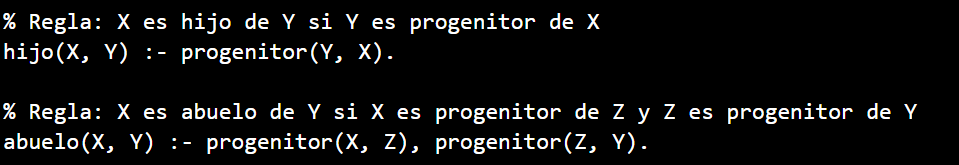 % Regla: X es hijo de Y si Y es progenitor de X
hijo(X, Y) :- progenitor(Y, X).
% Regla: X es abuelo de Y si X es progenitor de Z y Z es progenitor de Y
abuelo(X, Y) :- progenitor(X, Z), progenitor(Z, Y).